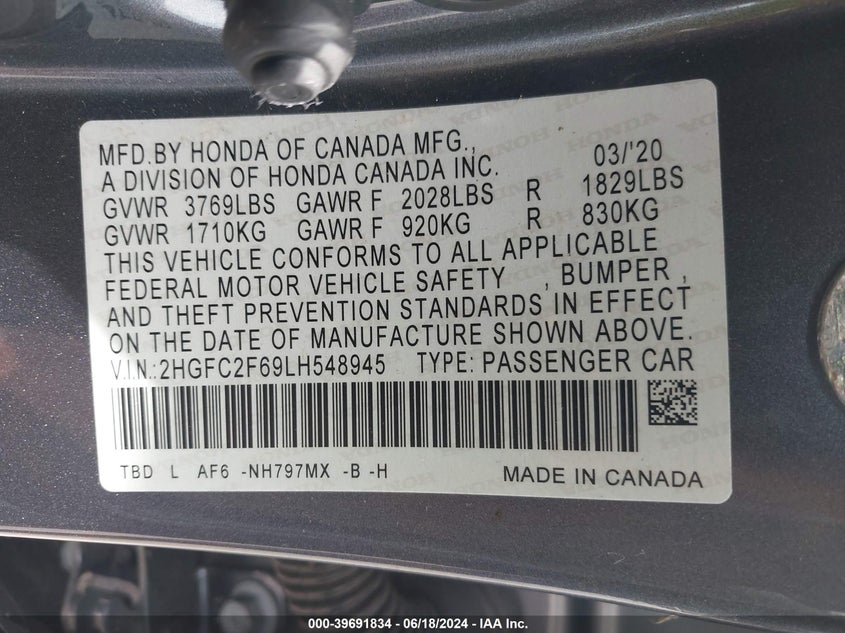 MFD.BY HONDA OF CANADA MFG., 03/'20
A DIVISION OF HONDA CANADA INC.
GVWR 3769LBS GAWR F 2028LBS R 1829LBS
GVWR 1710KG GAWR F 920KG R 830KG
THIS VEHICLE CONFORMS TO ALL APPLICABLE
FEDERAL MOTOR VEHICLE SAFETY , BUMPER ,
AND THEFT PREVENTION STANDARDS IN EFFECT
ON THE DATE OF MANUFACTURE SHOWN ABOVE.
V.I.N.:2HGFC2F69LH548945 TYPE: PASSENGER CAR
TBD L AF6 -NH797MX -B -H MADE IN CANADA
000-39691834 - 06/18/2024 - IAA Inc.